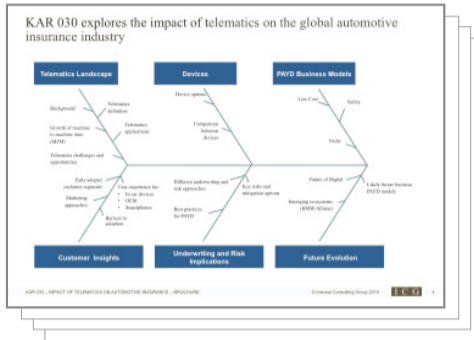 KAR 030 explores the impact of telematics on the global automotive
insurance industry
Telematics Landscape
Devices
PAYD Business Models
Background
Telematics
definition
Growth of machine
to machine data
(M2M)
Telematics
applications
Telematics challenges and
opportunities
Device options
Comparison
between
devices
Low Cost
Safety
Niche
Early adopter
customer segments
Marketing
approaches
User experience for:
• In-car devices
• OEM
• Smartphones
Barriers to
adoption
Different underwriting and
risk approaches
Best practices
for PAYD
Key risks and
mitigation options
Future of Digital
Emerging ecosystems
(BMW/Allianz)
Likely future business
PAYD models
Customer Insights
Underwriting and Risk
Implications
Future Evolution
KAR 030 – IMPACT OF TELEMATICS ON AUTOMOTIVE INSURANCE – BROCHURE
© Internal Consulting Group 2014
ICG